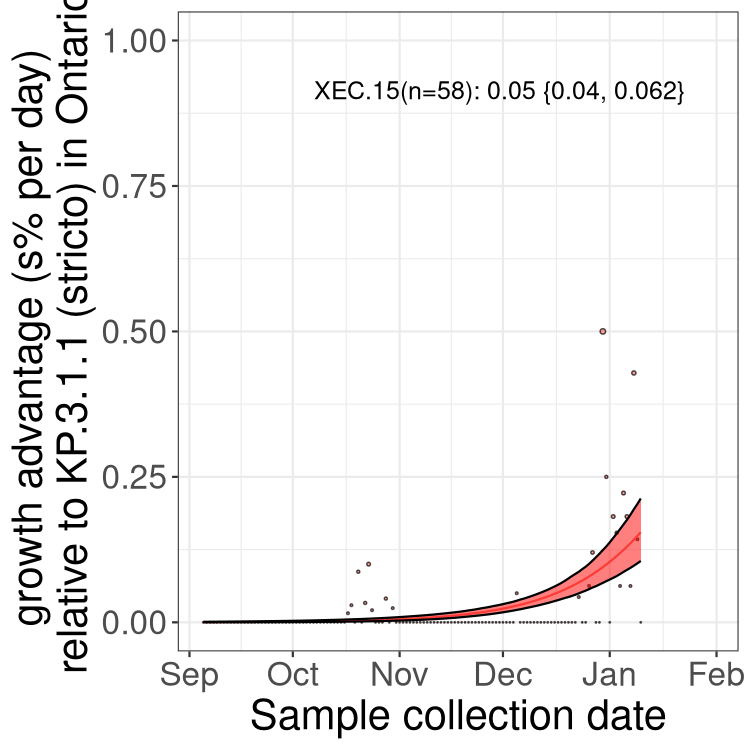 growth advantage (s% per day)
relative to KP.3.1.1 (stricto) in Ontario
1.00
0.75
0.50
0.25
0.00
XEC.15(n=58): 0.05 {0.04, 0.062}
Sep Oct Nov Dec Jan Feb
Sample collection date